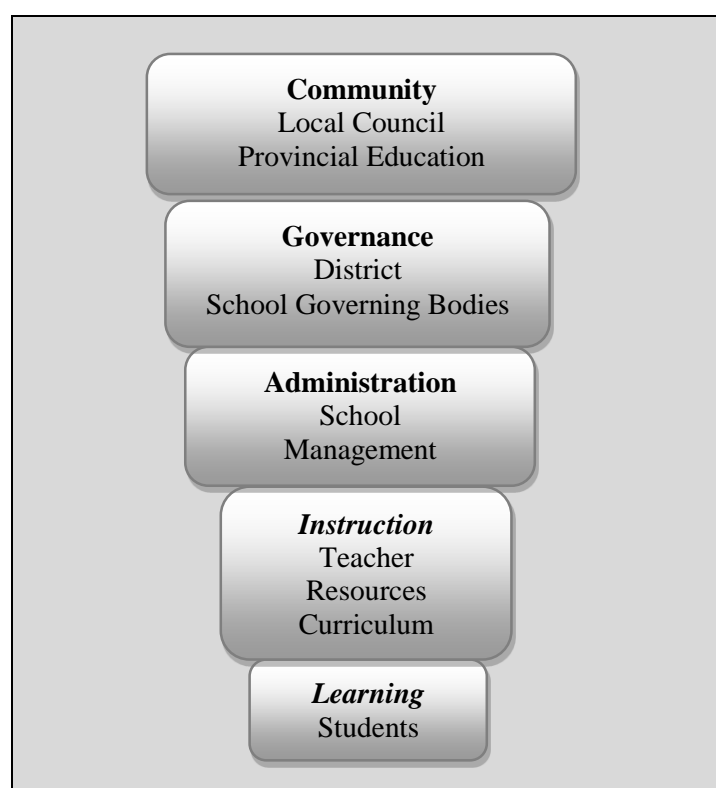 Community
Local Council
Provincial Education
Governance
District
School Governing Bodies
Administration
School
Management
Instruction
Teacher
Resources
Curriculum
Learning
Students